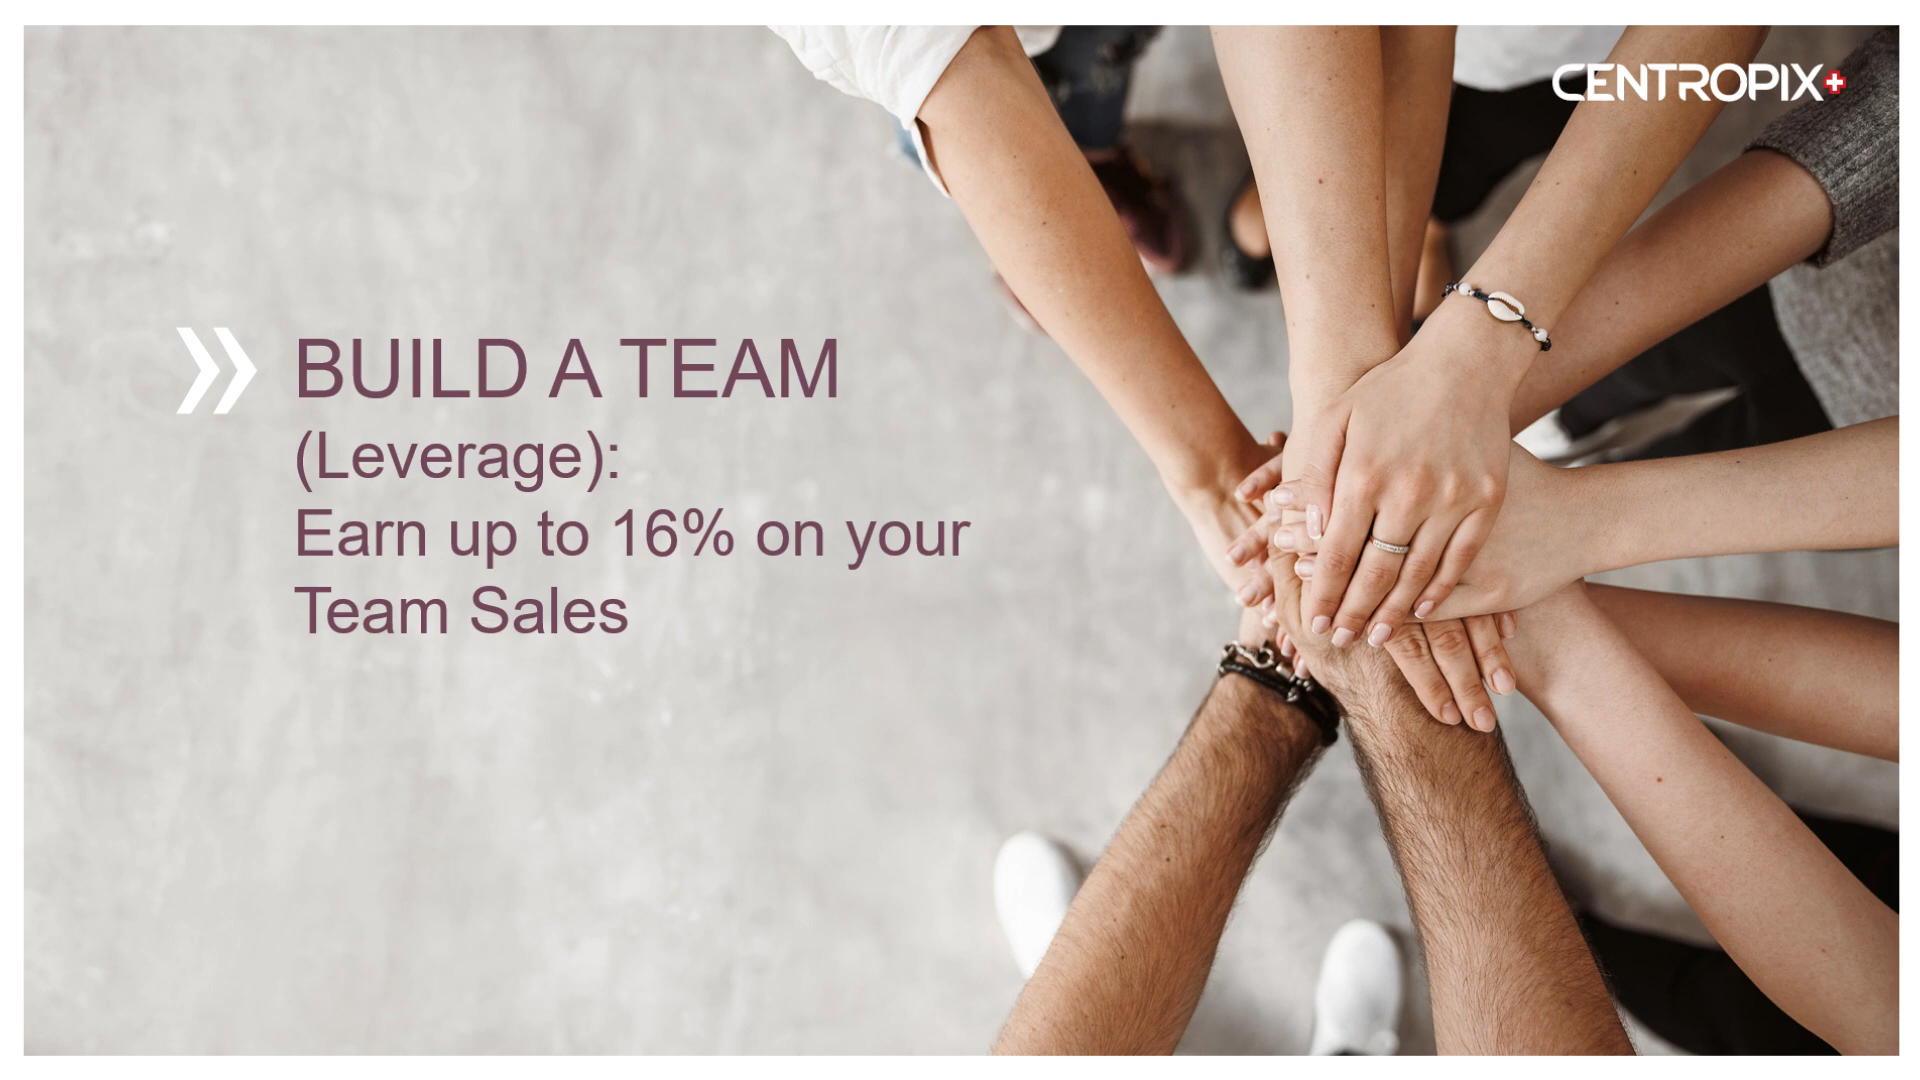 CENTROPIX
BUILD A TEAM
(Leverage):
Earn up to 16% on your
Team Sales